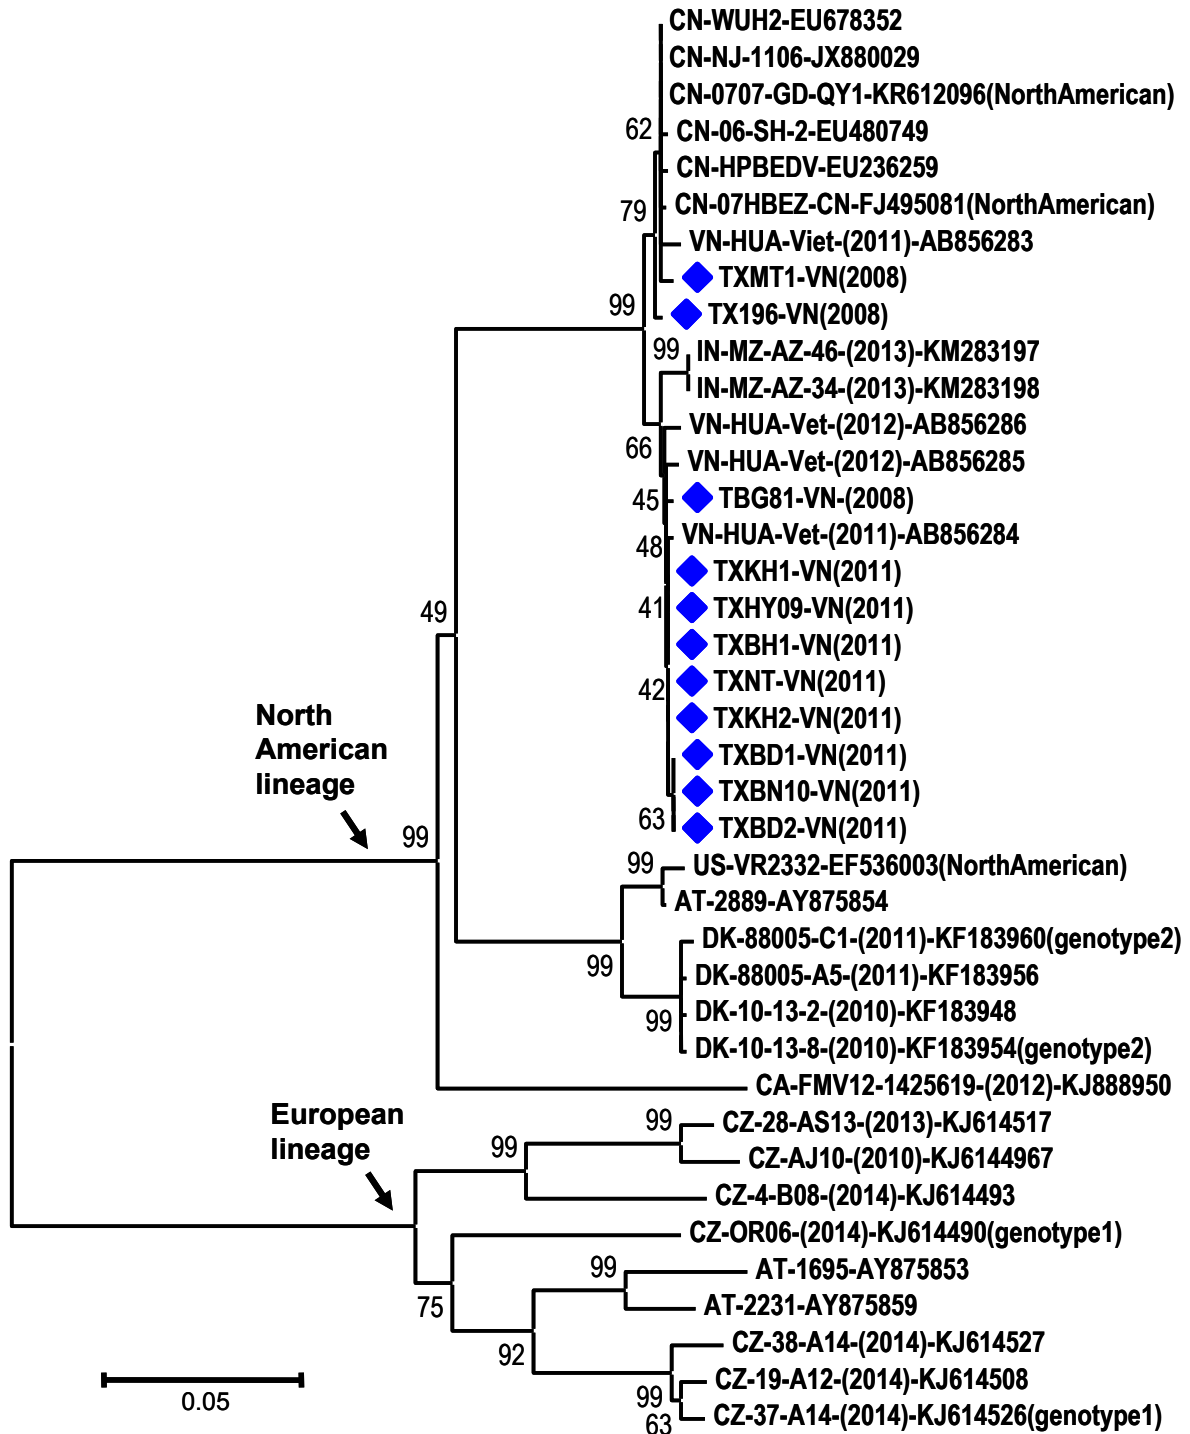 CN-WUH2-EU678352
CN-NJ-1106-JX880029
CN-0707-GD-QY1-KR612096(NorthAmerican)
62
CN-06-SH-2-EU480749
CN-HPBEDV-EU236259
79
CN-07HBEZ-CN-FJ495081(NorthAmerican)
VN-HUA-Viet-(2011)-AB856283
TXMT1-VN(2008)
99
TX196-VN(2008)
99
IN-MZ-AZ-46-(2013)-KM283197
IN-MZ-AZ-34-(2013)-KM283198
VN-HUA-Vet-(2012)-AB856286
66
VN-HUA-Vet-(2012)-AB856285
45
TBG81-VN-(2008)
VN-HUA-Vet-(2011)-AB856284
48
TXKH1-VN(2011)
41
TXHY09-VN(2011)
49
TXBH1-VN(2011)
TXNT-VN(2011)
42
TXKH2-VN(2011)
North
American
lineage
TXBD1-VN(2011)
TXBN10-VN(2011)
63
TXBD2-VN(2011)
99
99
US-VR2332-EF536003(NorthAmerican)
AT-2889-AY875854
DK-88005-C1-(2011)-KF183960(genotype2)
99
DK-88005-A5-(2011)-KF183956
DK-10-13-2-(2010)-KF183948
99
DK-10-13-8-(2010)-KF183954(genotype2)
CA-FMV12-1425619-(2012)-KJ888950
European
lineage
99
CZ-28-AS13-(2013)-KJ614517
99
CZ-AJ10-(2010)-KJ6144967
CZ-4-B08-(2014)-KJ614493
CZ-OR06-(2014)-KJ614490(genotype1)
99
AT-1695-AY875853
75
AT-2231-AY875859
92
CZ-38-A14-(2014)-KJ614527
CZ-19-A12-(2014)-KJ614508
99
63
CZ-37-A14-(2014)-KJ614526(genotype1)
0.05